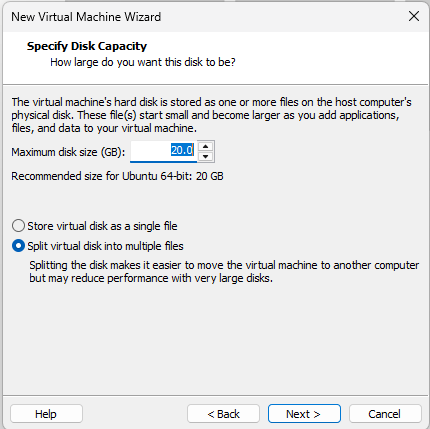 New Virtual Machine Wizard
Specify Disk Capacity
How large do you want this disk to be?
The virtual machine's hard disk is stored as one or more files on the host computer's
physical disk. These file(s) start small and become larger as you add applications,
files, and data to your virtual machine.
Maximum disk size (GB): 20.0
Recommended size for Ubuntu 64-bit: 20 GB
Store virtual disk as a single file
Split virtual disk into multiple files
Splitting the disk makes it easier to move the virtual machine to another computer
but may reduce performance with very large disks.
Help < Back Next > Cancel